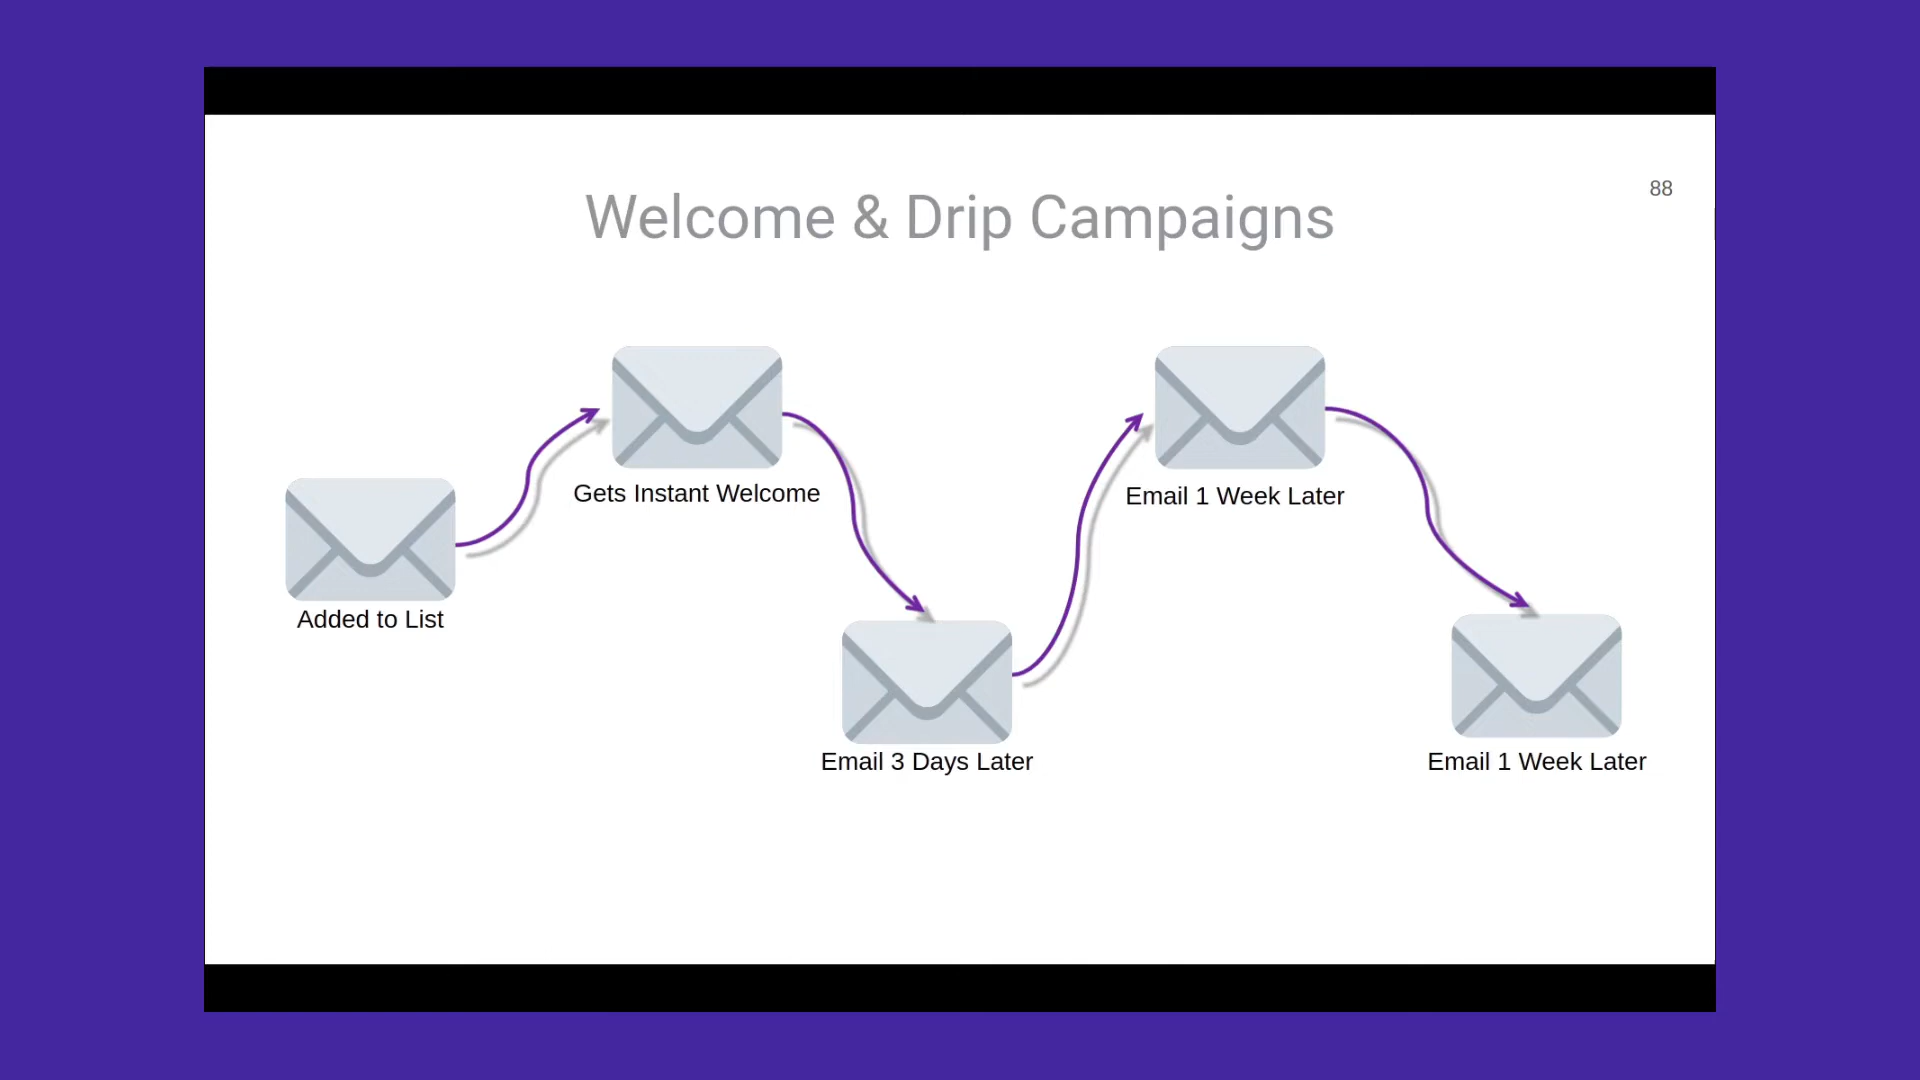 88
Welcome & Drip Campaigns
Added to List
Gets Instant Welcome
Email 3 Days Later
Email 1 Week Later
Email 1 Week Later